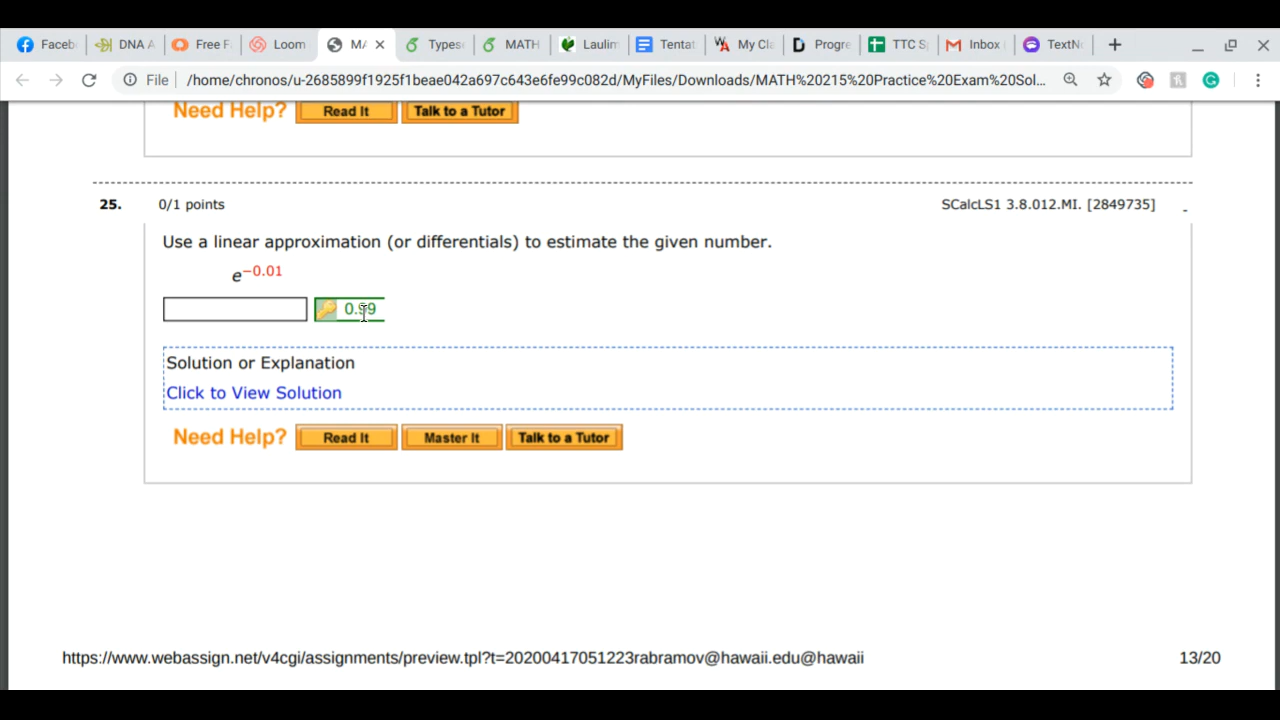 Faceb
DNA A
Free F
Loom
MA
Types
MATH
Laulim
Tentat
My Cla
Progre
TTC S
Inbox
TextN
File
/home/chronos/u-2685899f1925f1beae042a697c643e6fe99c082d/MyFiles/Downloads/MATH%20215%20Practice%20Exam%20Sol...
Need Help? Read It Talk to a Tutor
25. 0/1 points SCalcLS1 3.8.012.MI. [2849735]
Use a linear approximation (or differentials) to estimate the given number.
e^−0.01
0.99
Solution or Explanation
Click to View Solution
Need Help? Read It Master It Talk to a Tutor
https://www.webassign.net/v4cgi/assignments/preview.tpl?t=20200417051223rabramov@hawaii.edu@hawaii 13/20